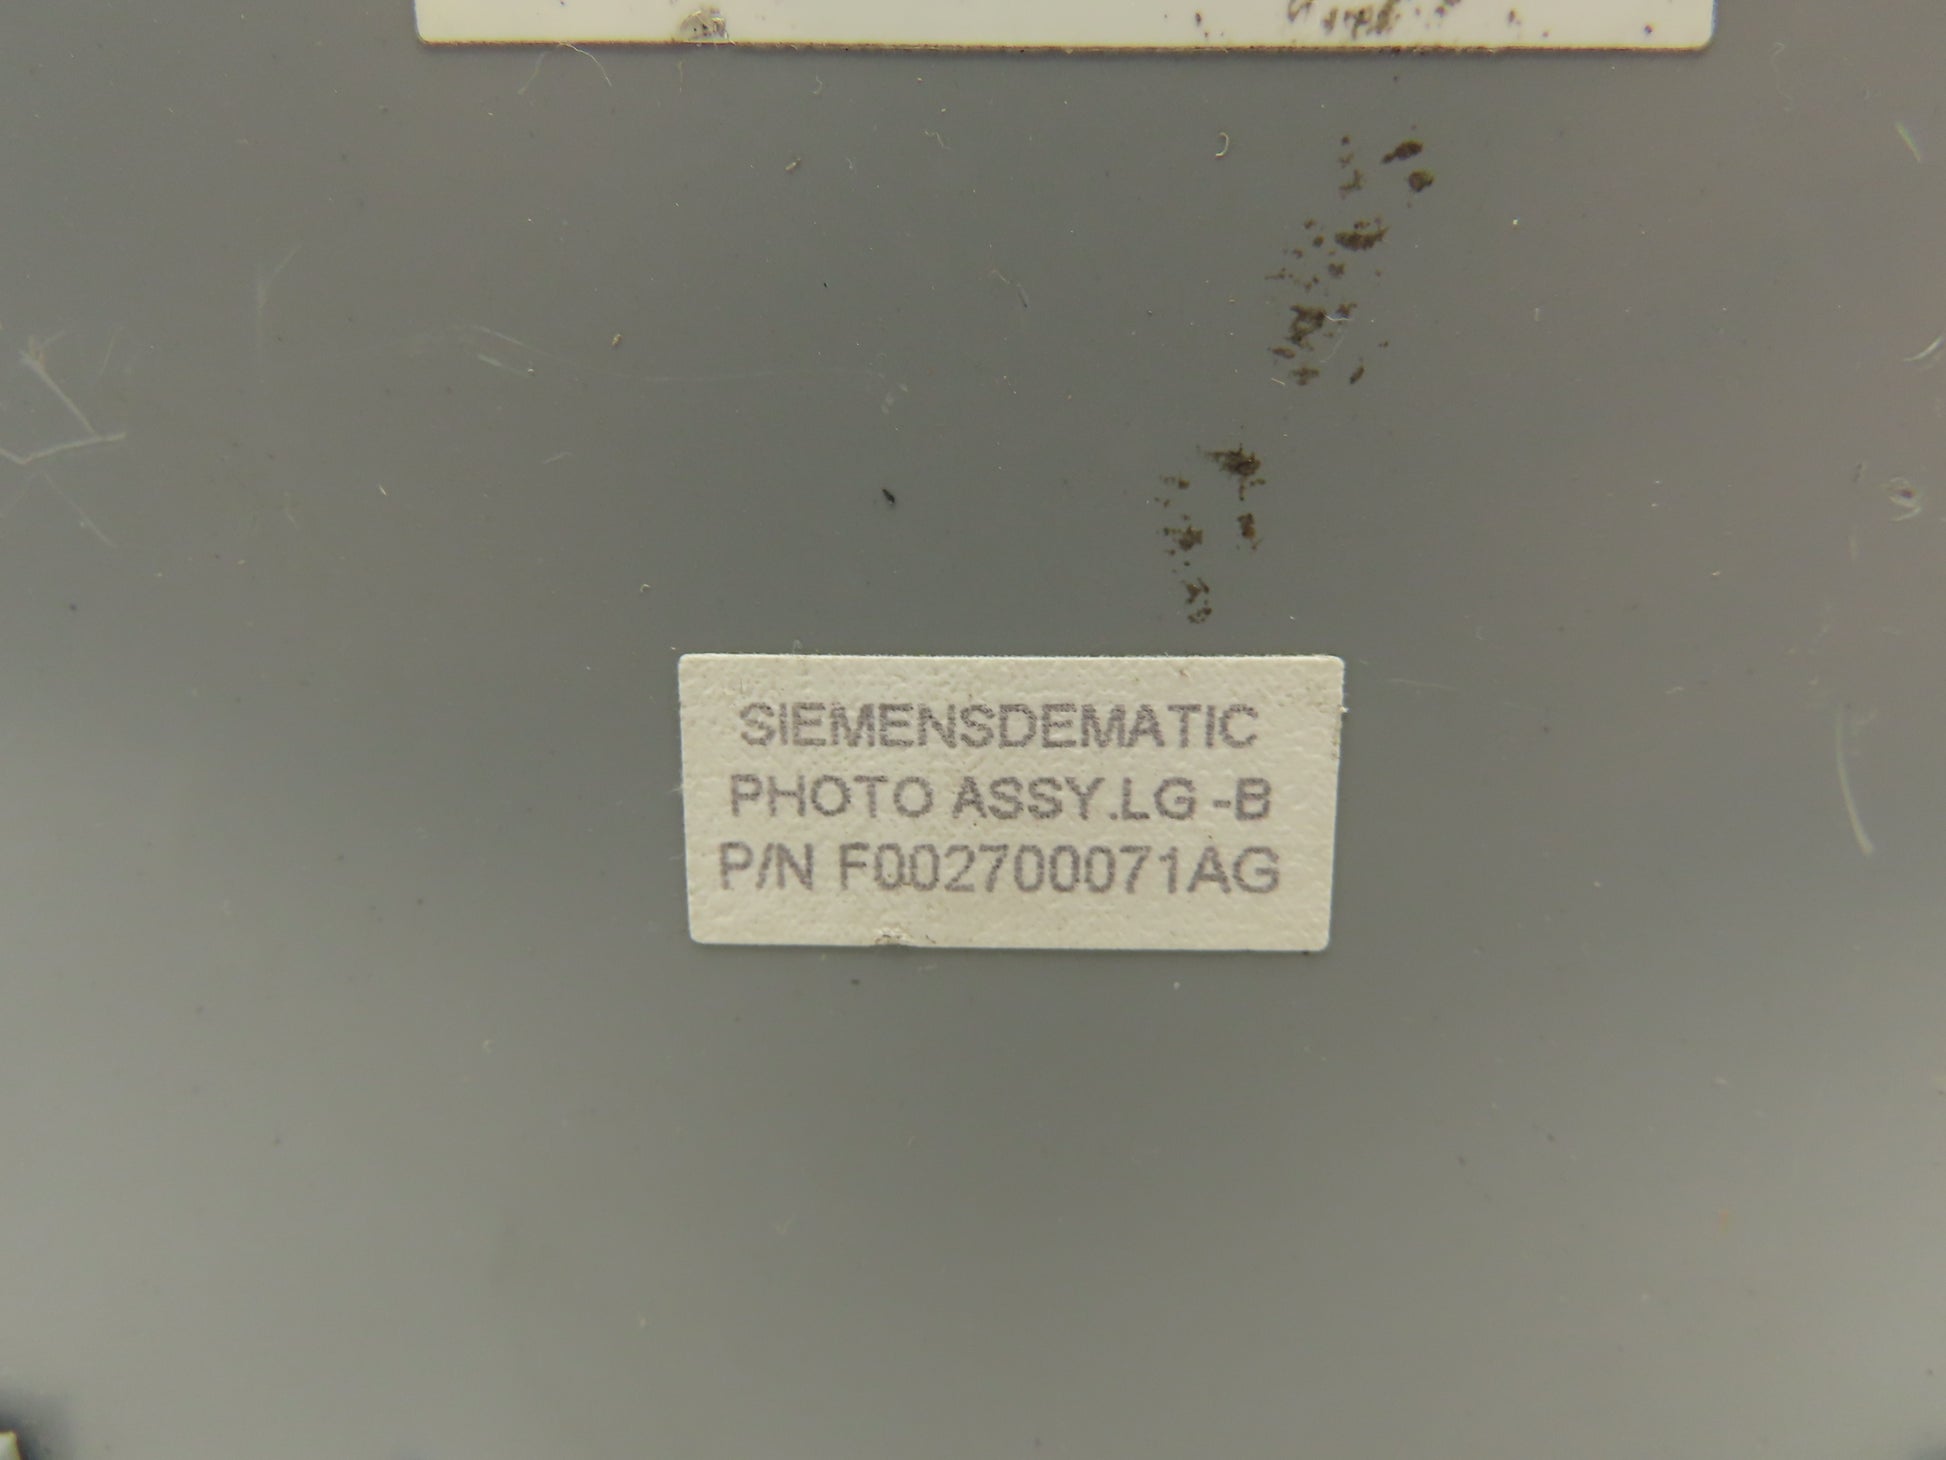 SIEMENSDEMATIC
PHOTO ASSY.LG -B
P/N F002700071AG